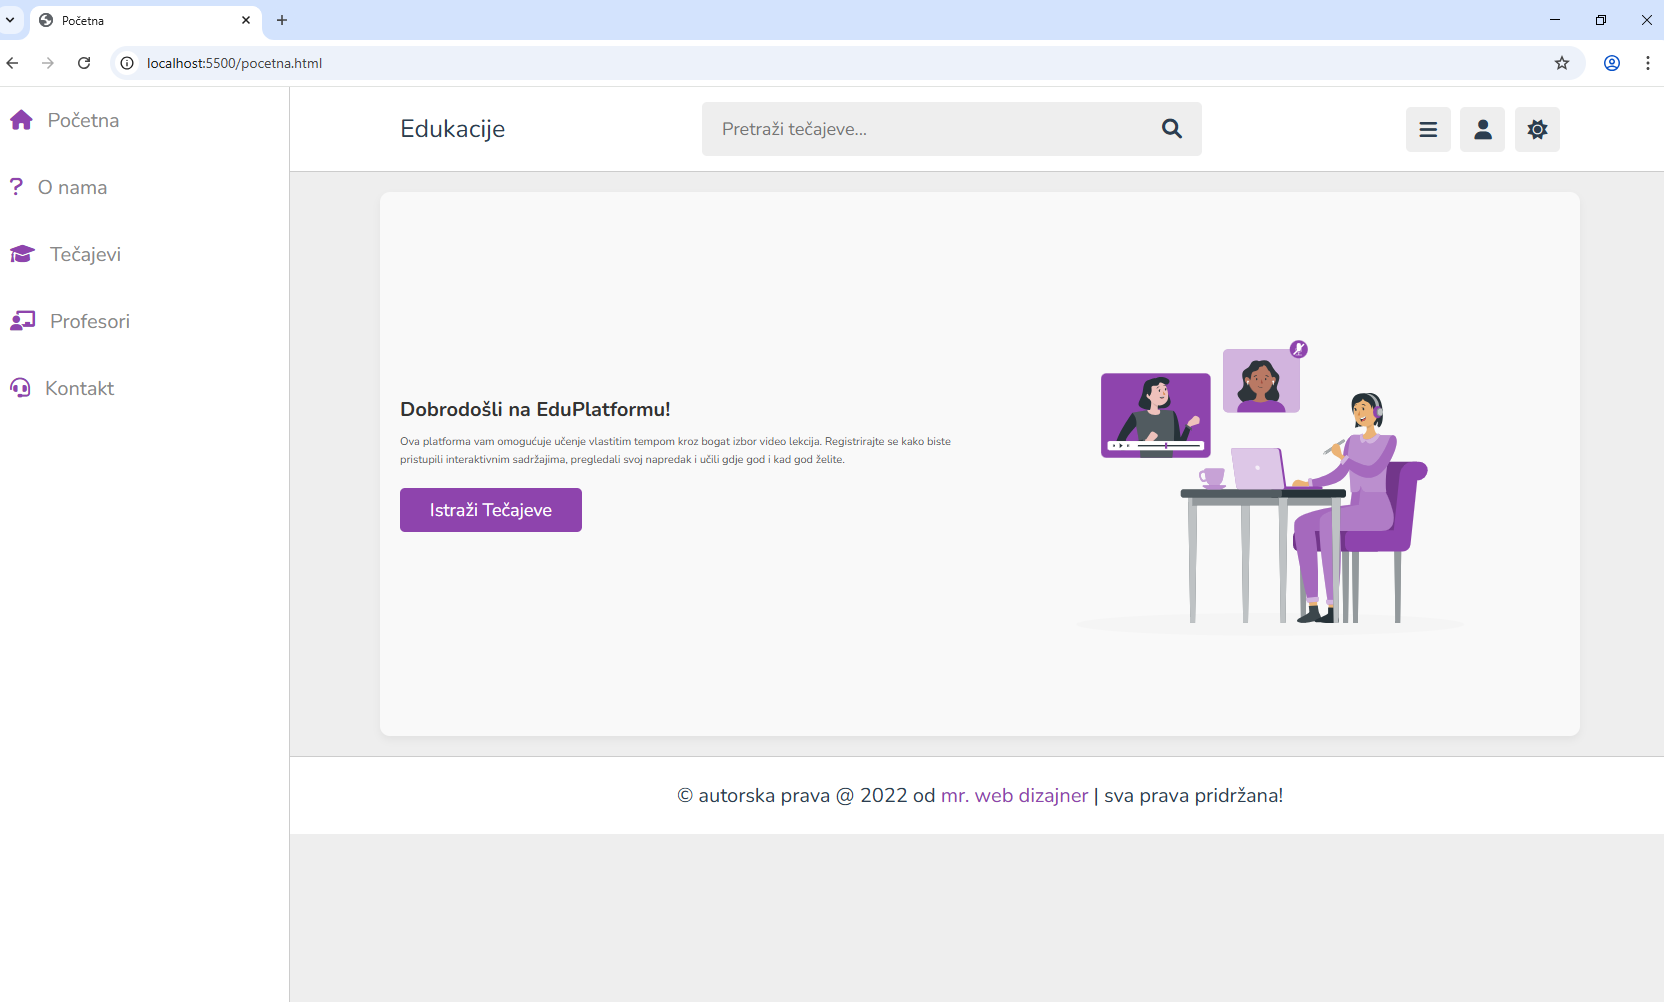 Početna
localhost:5500/pocetna.html
Početna
O nama
Tečajevi
Profesori
Kontakt
Edukacije
Pretraži tečajeve...
Dobrodošli na EduPlatformu!
Ova platforma vam omogućuje učenje vlastitim tempom kroz bogat izbor video lekcija. Registrirajte se kako biste
pristupili interaktivnim sadržajima, pregledali svoj napredak i učili gdje god i kad god želite.
Istraži Tečajeve
© autorska prava @ 2022 od mr. web dizajner | sva prava pridržana!